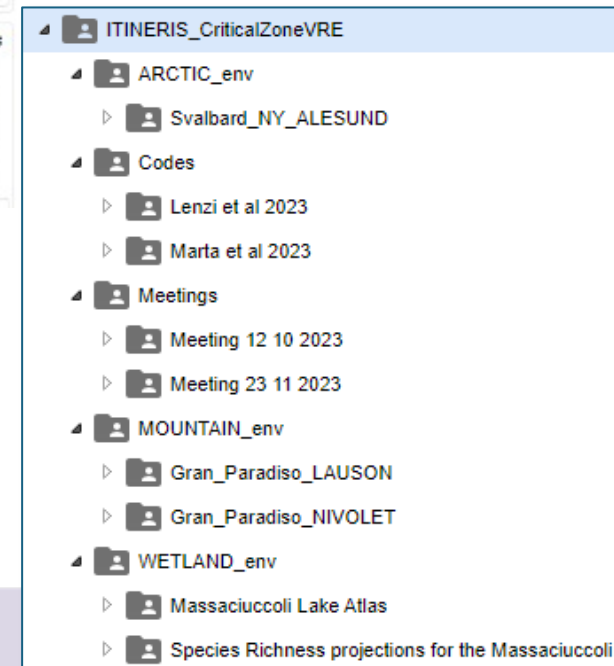 ITINERIS_CriticalZoneVRE
ARCTIC_env
Svalbard_NY_ALESUND
Codes
Lenzi et al 2023
Marta et al 2023
Meetings
Meeting 12 10 2023
Meeting 23 11 2023
MOUNTAIN_env
Gran_Paradiso_LAUSON
Gran_Paradiso_NIVOLET
WETLAND_env
Massaciuccoli Lake Atlas
Species Richness projections for the Massaciuccoli